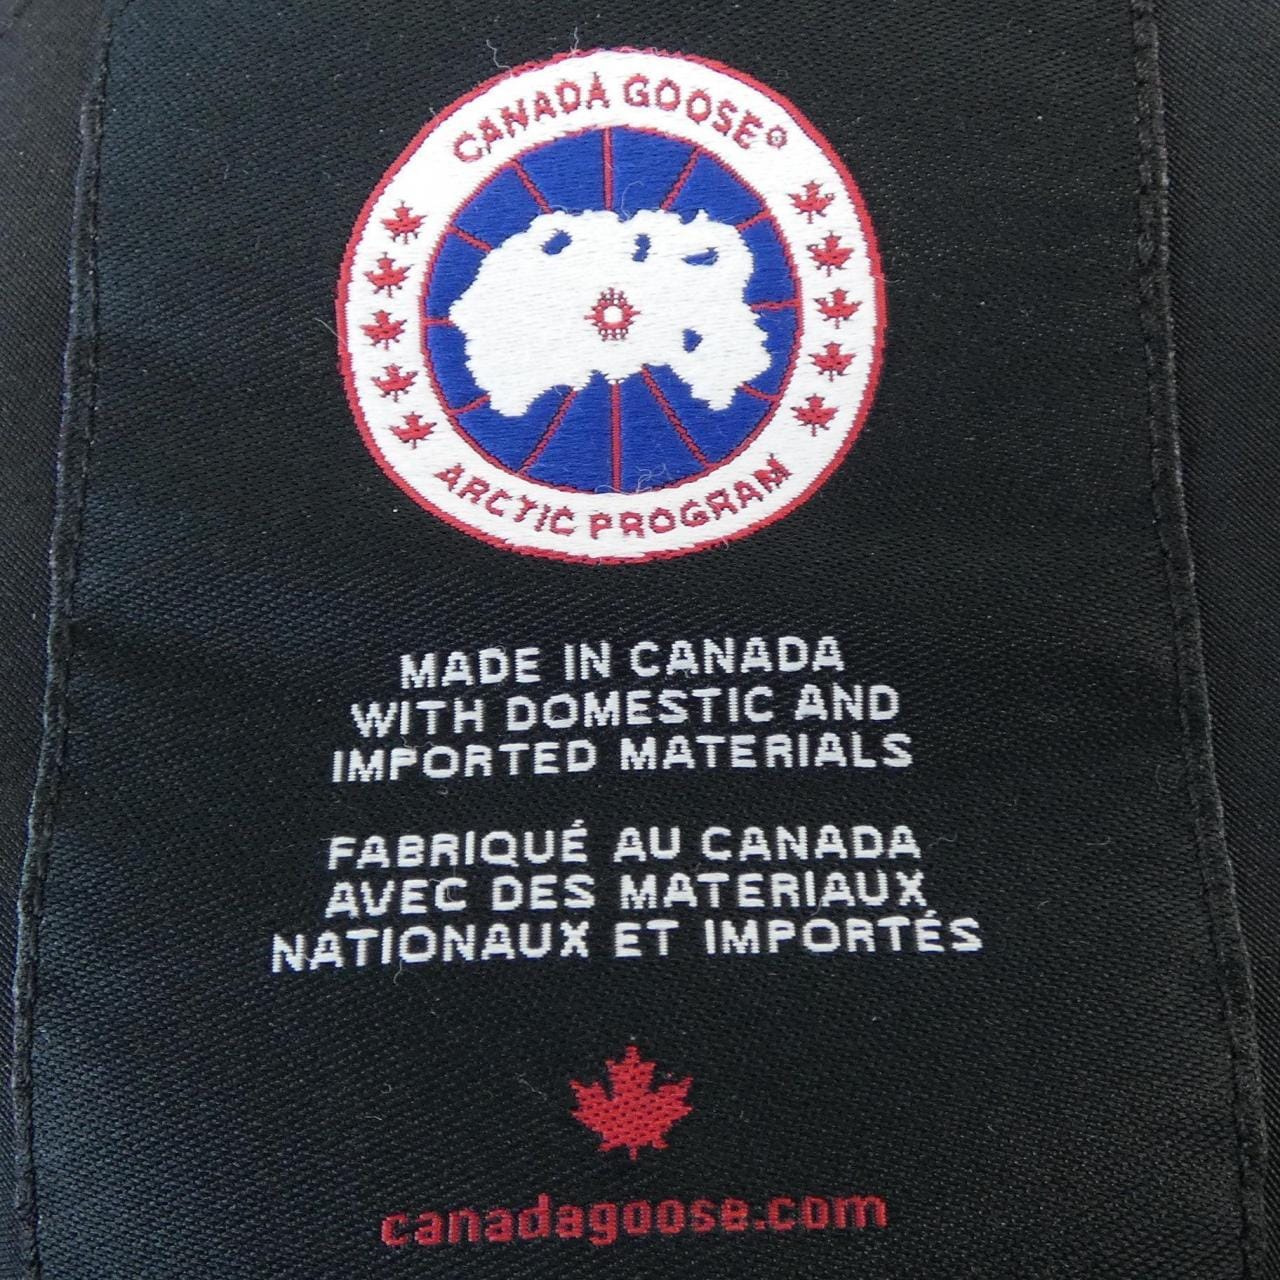 CANADA GOOSE®
ARCTIC PROGRAM
MADE IN CANADA
WITH DOMESTIC AND
IMPORTED MATERIALS
FABRIQUÉ AU CANADA
AVEC DES MATERIAUX
NATIONAUX ET IMPORTÉS
canadagoose.com